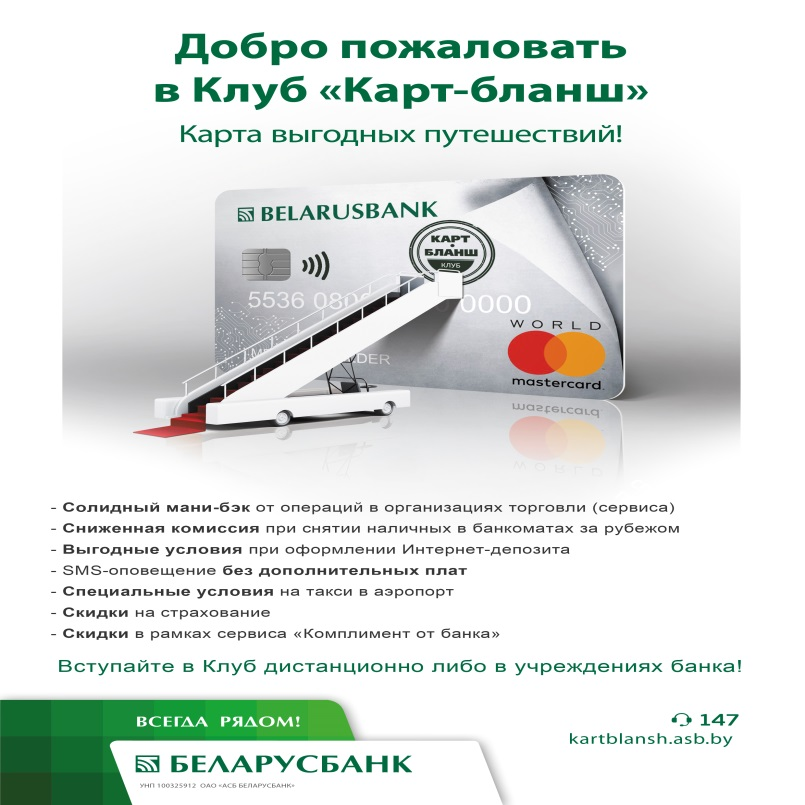 Добро пожаловать
в Клуб «Карт-бланш»
Карта выгодных путешествий!
BELARUSBANK
КАРТ
БЛАНШ
КЛУБ
5536 080 0000
WORLD
mastercard
- Солидный мани-бэк от операций в организациях торговли (сервиса)
- Сниженная комиссия при снятии наличных в банкоматах за рубежом
- Выгодные условия при оформлении Интернет-депозита
- SMS-оповещение без дополнительных плат
- Специальные условия на такси в аэропорт
- Скидки на страхование
- Скидки в рамках сервиса «Комплимент от банка»
Вступайте в Клуб дистанционно либо в учреждениях банка!
ВСЕГДА РЯДОМ!
147
kartblansh.asb.by
БЕЛАРУСБАНК
УНП 100325912 ОАО «АСБ БЕЛАРУСБАНК»